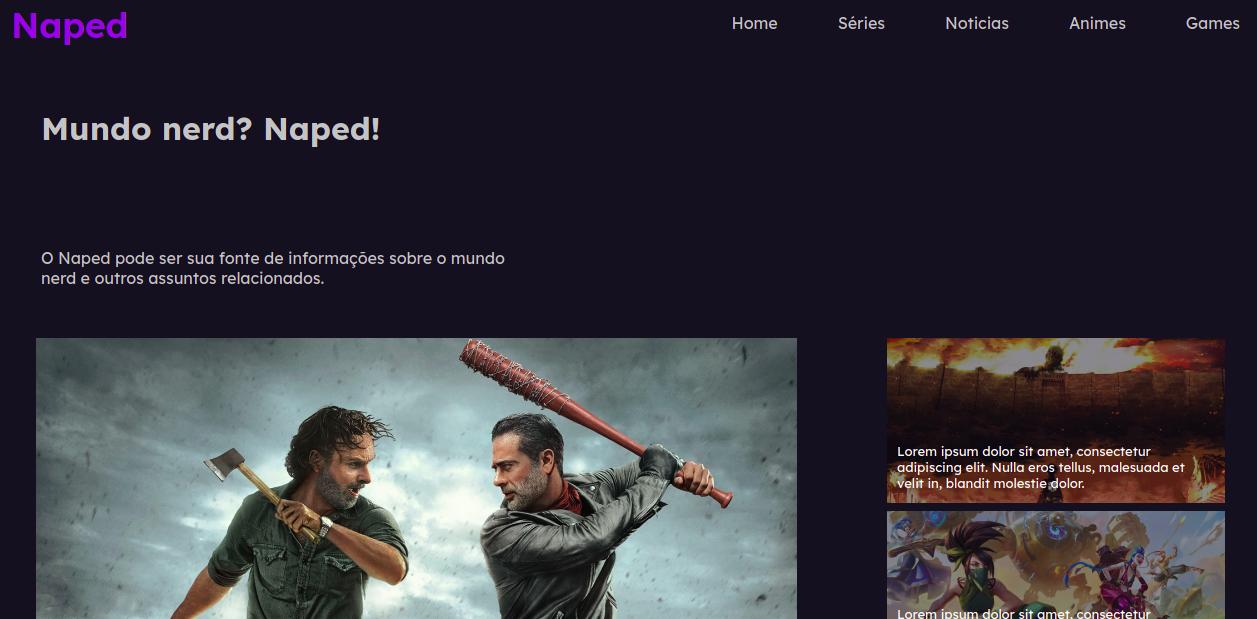 Naped
Home
Séries
Noticias
Animes
Games
Mundo nerd? Naped!
O Naped pode ser sua fonte de informações sobre o mundo
nerd e outros assuntos relacionados.
Lorem ipsum dolor sit amet, consectetur
adipiscing elit. Nulla eros tellus, malesuada et
velit in, blandit molestie dolor.
Lorem ipsum dolor sit amet, consectetur